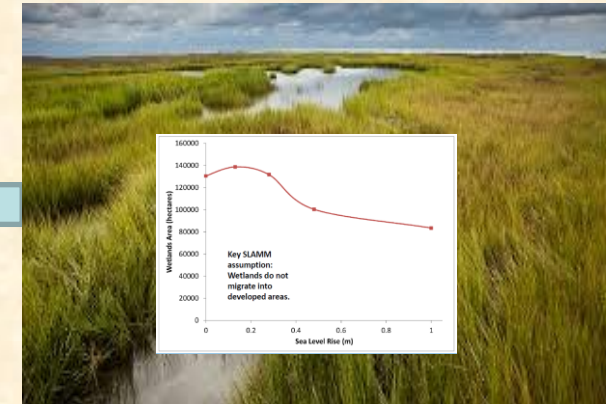 160000
140000
120000
100000
80000
60000
40000
20000
0
Wetlands Area (hectares)
Key SLAMM
assumption:
Wetlands do not
migrate into
developed areas.
0 0.2 0.4 0.6 0.8 1
Sea Level Rise (m)